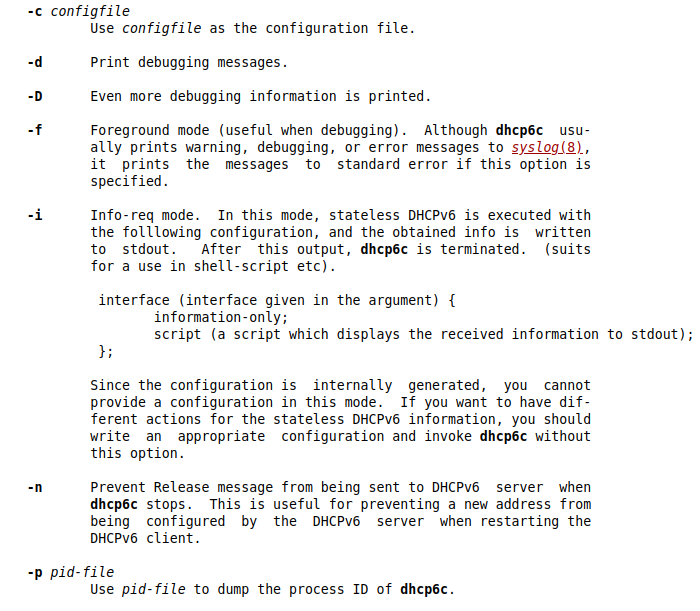 -c configfile
Use configfile as the configuration file.
-d Print debugging messages.
-D Even more debugging information is printed.
-f Foreground mode (useful when debugging). Although dhcp6c usu-
ally prints warning, debugging, or error messages to syslog(8),
it prints the messages to standard error if this option is
specified.
-i Info-req mode. In this mode, stateless DHCPv6 is executed with
the folllowing configuration, and the obtained info is written
to stdout. After this output, dhcp6c is terminated. (suits
for a use in shell-script etc).
interface (interface given in the argument) {
information-only;
script (a script which displays the received information to stdout);
};
Since the configuration is internally generated, you cannot
provide a configuration in this mode. If you want to have dif-
ferent actions for the stateless DHCPv6 information, you should
write an appropriate configuration and invoke dhcp6c without
this option.
-n Prevent Release message from being sent to DHCPv6 server when
dhcp6c stops. This is useful for preventing a new address from
being configured by the DHCPv6 server when restarting the
DHCPv6 client.
-p pid-file
Use pid-file to dump the process ID of dhcp6c.